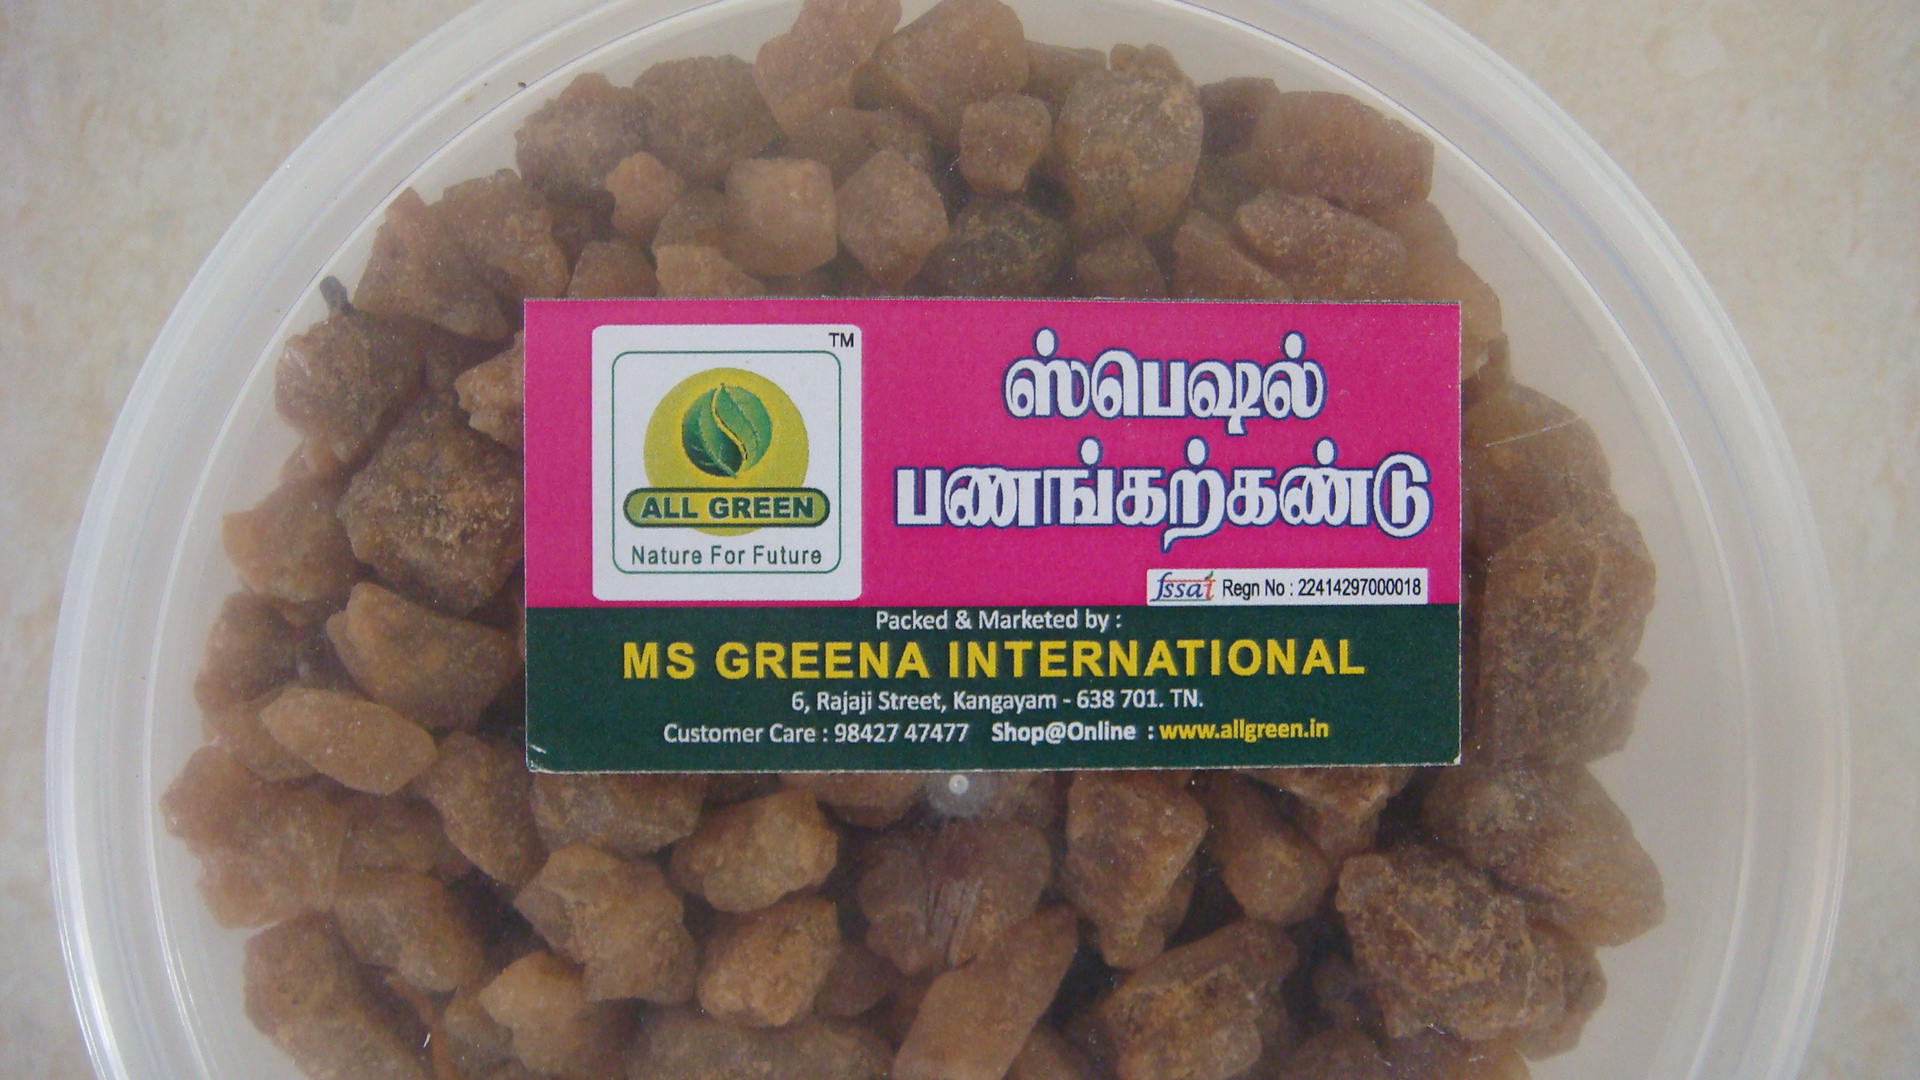 TM
ALL GREEN
Nature For Future
ஸ்பெஷல்
பணங்கற்கண்டு
fssai Regn No : 22414297000018
Packed & Marketed by :
MS GREENA INTERNATIONAL
6, Rajaji Street, Kangayam - 638 701. TN.
Customer Care : 98427 47477 Shop@Online : www.allgreen.in